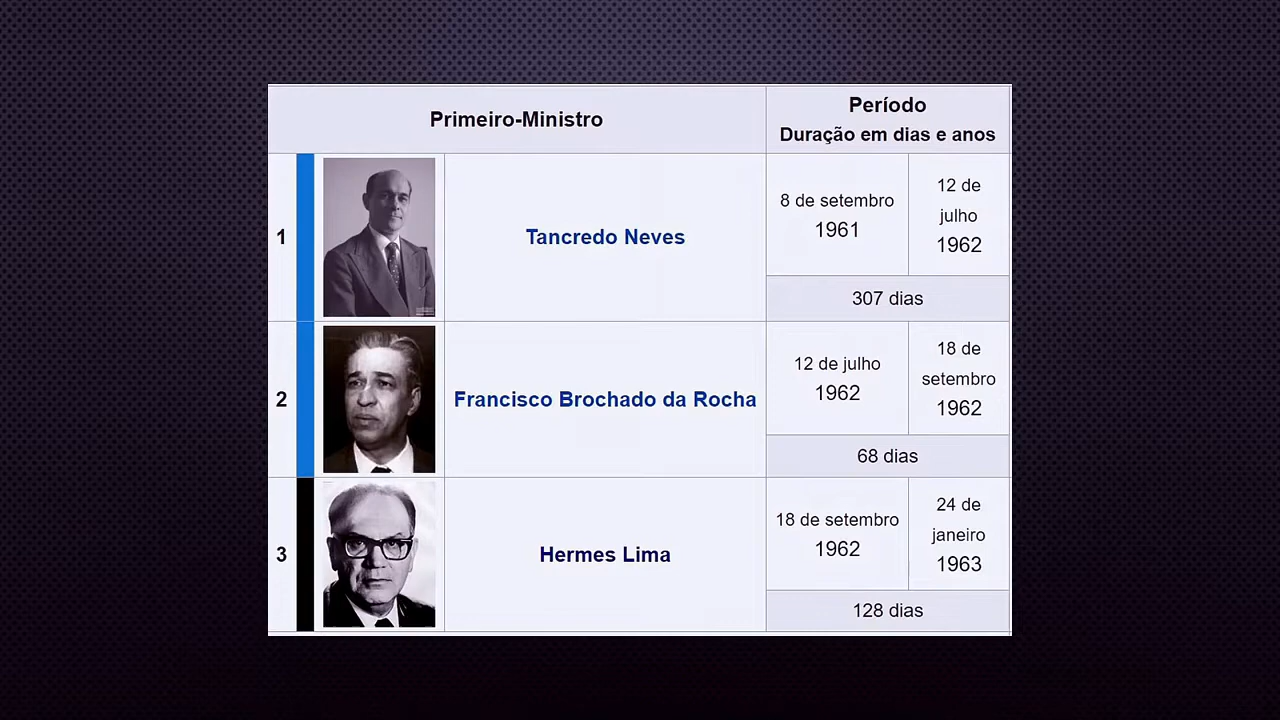 Primeiro-Ministro
Período
Duração em dias e anos
1
Tancredo Neves
8 de setembro
1961
12 de
julho
1962
307 dias
2
Francisco Brochado da Rocha
12 de julho
1962
18 de
setembro
1962
68 dias
3
Hermes Lima
18 de setembro
1962
24 de
janeiro
1963
128 dias